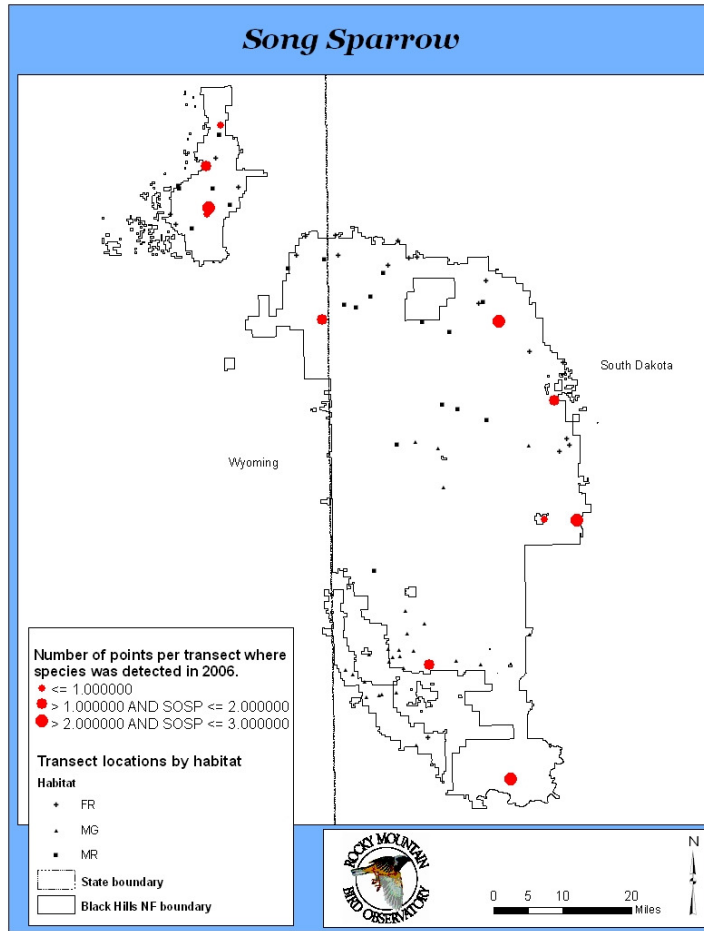 Song Sparrow
South Dakota
Wyoming
Number of points per transect where
species was detected in 2006.
<= 1.000000
> 1.000000 AND SOSP <= 2.000000
> 2.000000 AND SOSP <= 3.000000
Transect locations by habitat
Habitat
FR
MG
MR
State boundary
Black Hills NF boundary
ROCKY MOUNTAIN
BIRD OBSERVATORY
N
0 5 10 20
Miles